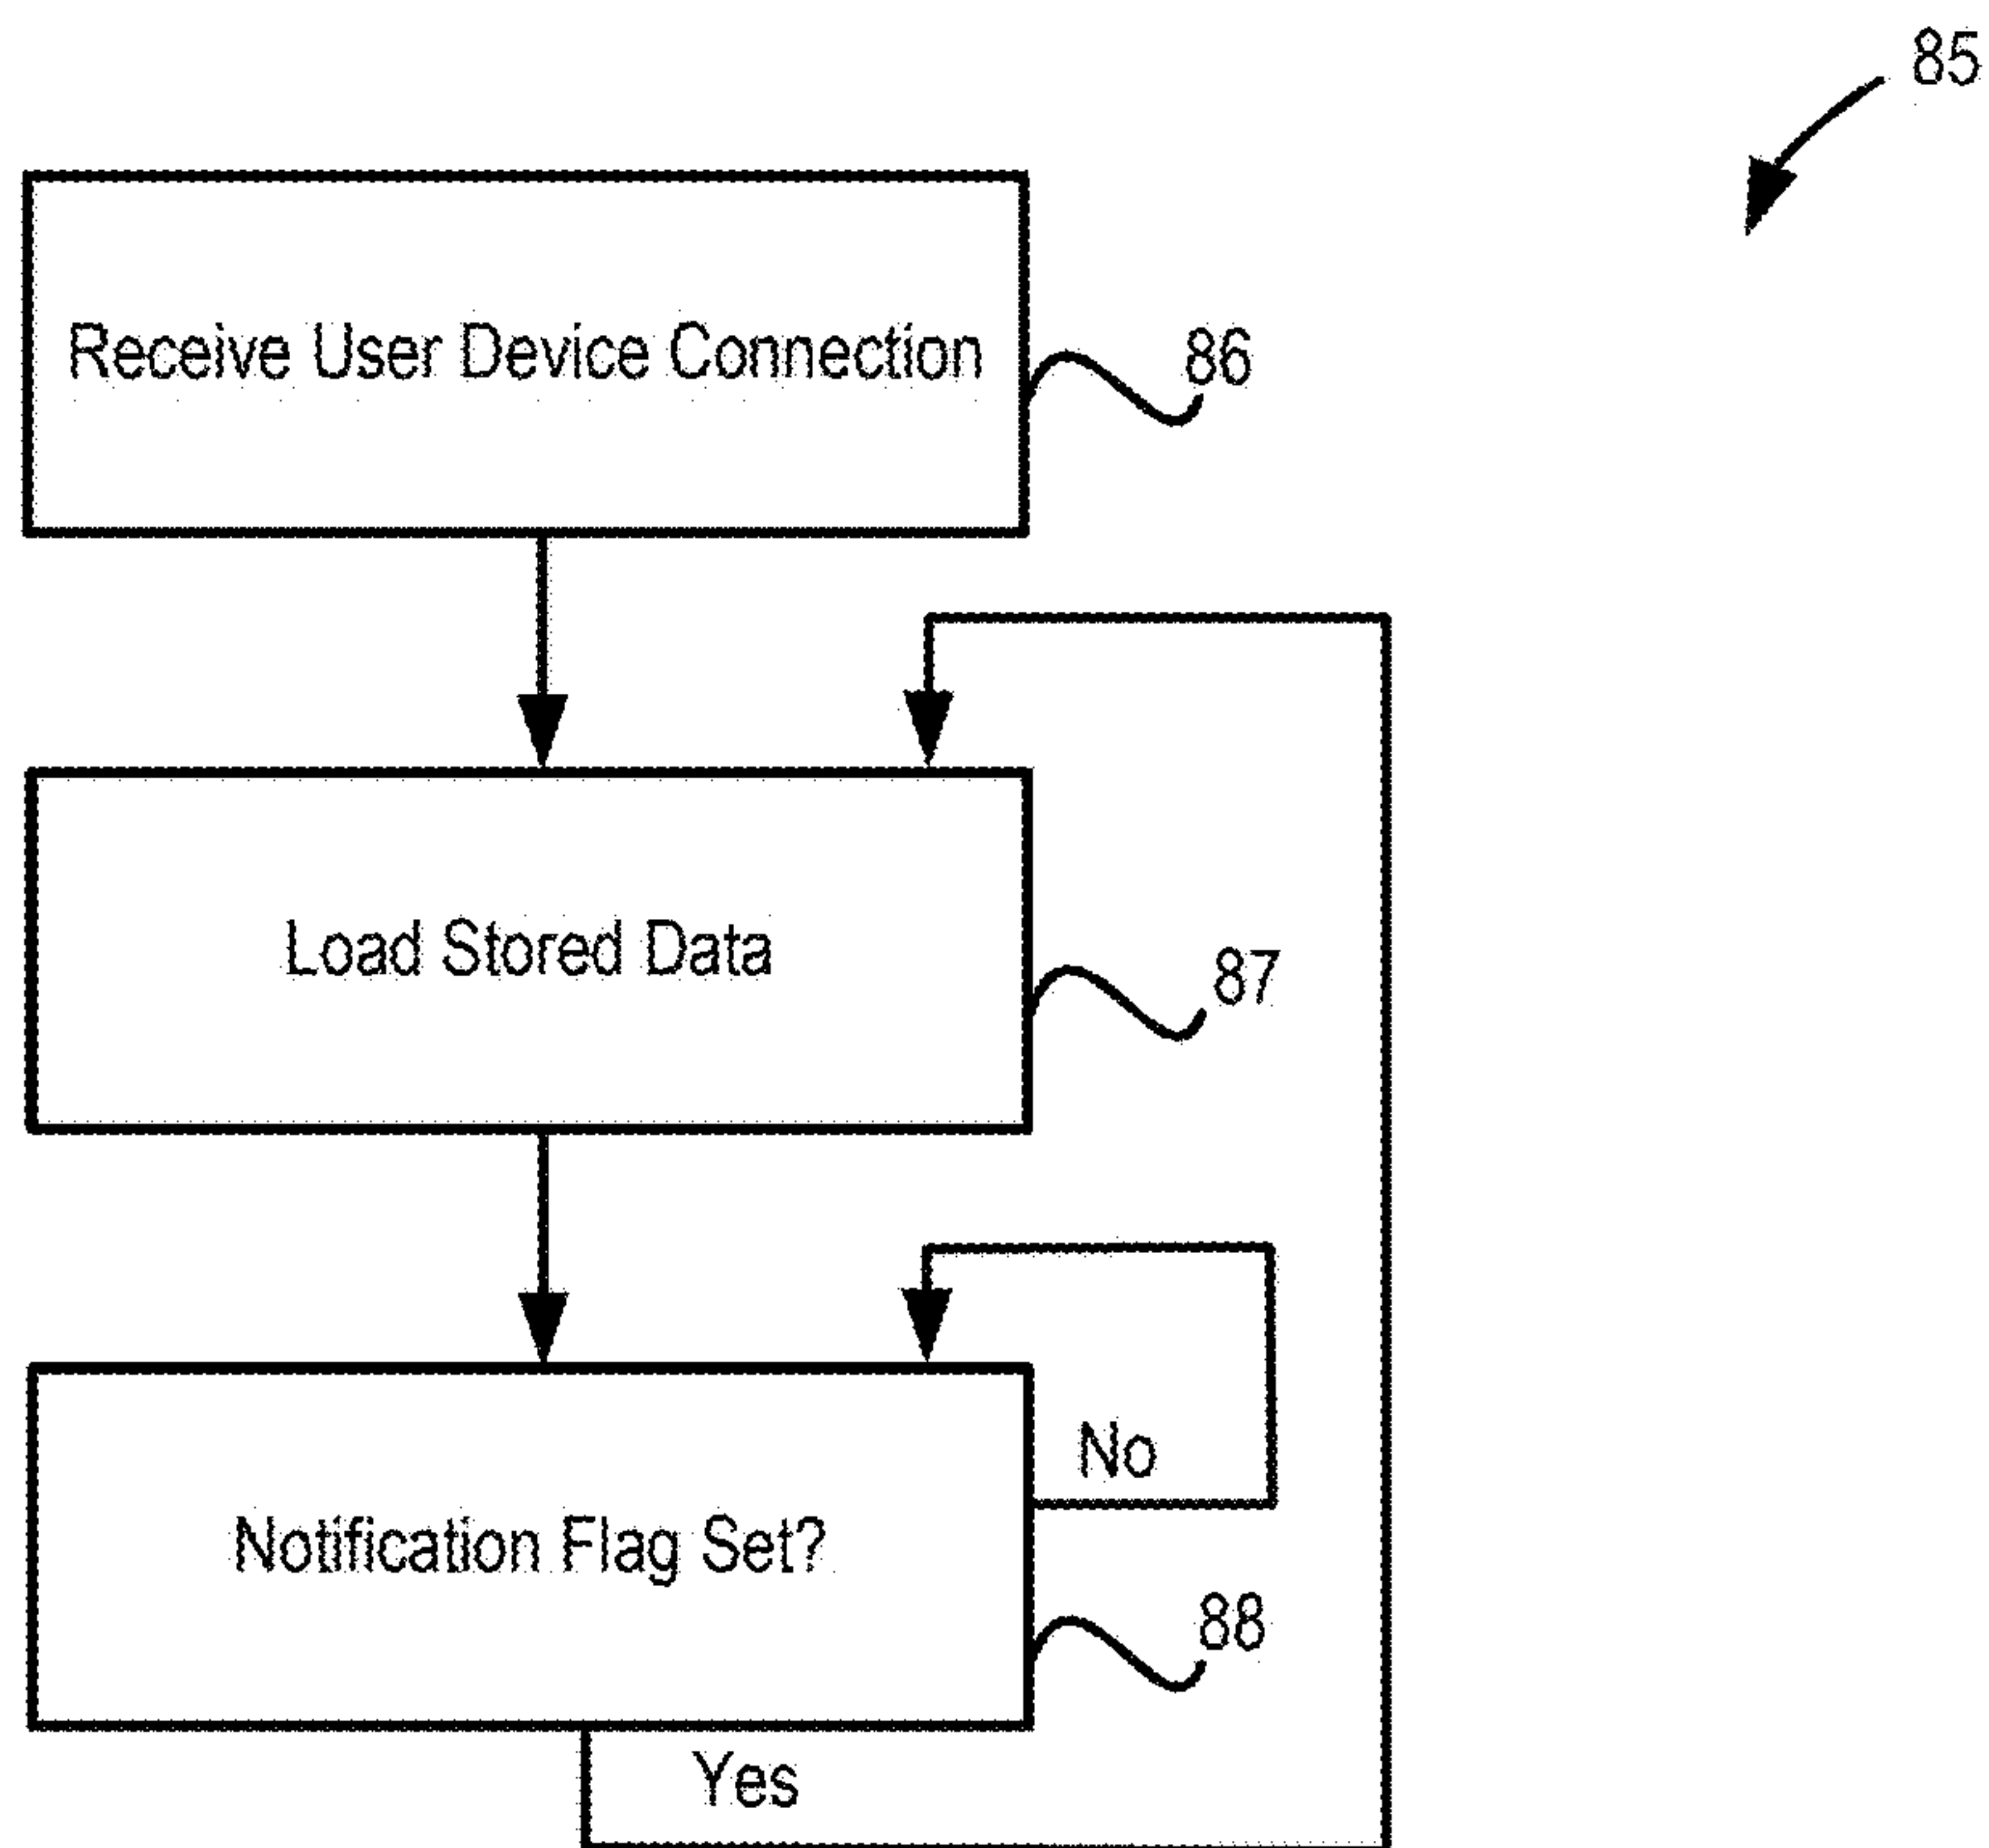 85
Receive User Device Connection
86
Load Stored Data
87
No
Notification Flag Set?
88
Yes